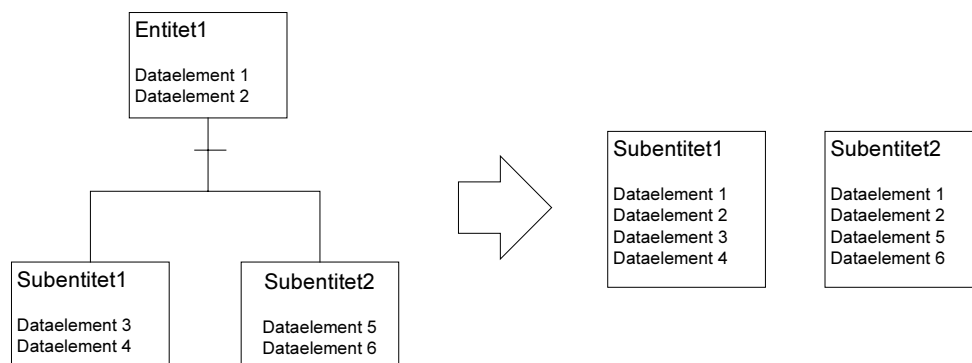 Entitet1
Dataelement 1
Dataelement 2
Subentitet1
Dataelement 3
Dataelement 4
Subentitet2
Dataelement 5
Dataelement 6
Subentitet1
Dataelement 1
Dataelement 2
Dataelement 3
Dataelement 4
Subentitet2
Dataelement 1
Dataelement 2
Dataelement 5
Dataelement 6